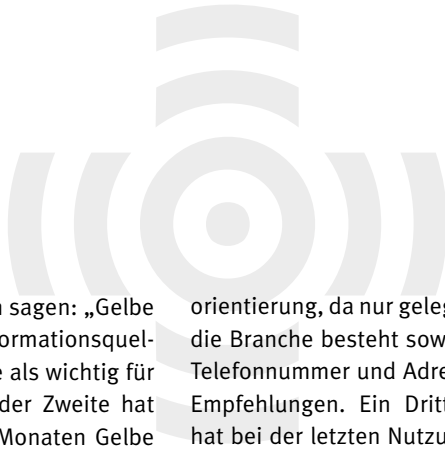 sagen: „Gelbe
ormationsquel-
als wichtig für
der Zweite hat
Monaten Gelbe
orientierung, da nur geleg
die Branche besteht sow
Telefonnummer und Adre
Empfehlungen. Ein Dritt
hat bei der letzten Nutzu